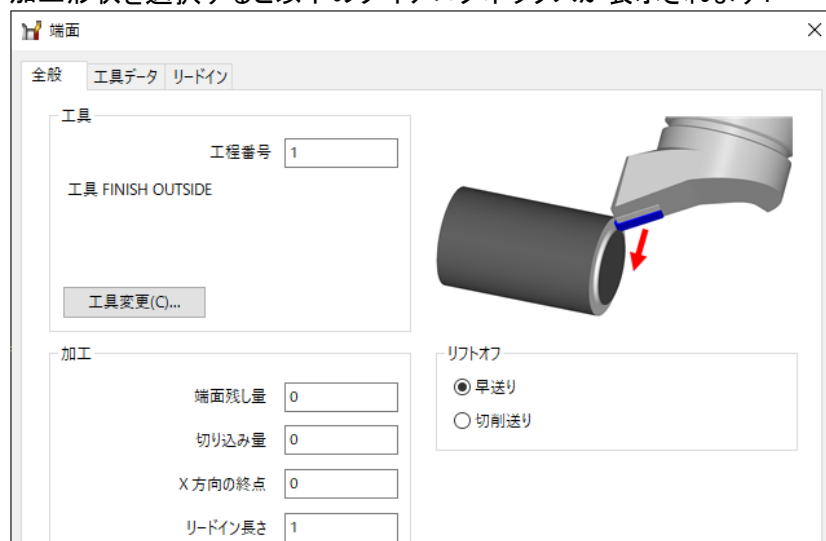 加工形状を選択すると以下のダイアログボックスが表示されます.
端面
全般 工具データ リードイン
工具
工程番号 1
工具 FINISH OUTSIDE
工具変更(C)...
加工
端面残し量 0
切り込み量 0
X方向の終点 0
リードイン長さ 1
リフトオフ
早送り
切削送り